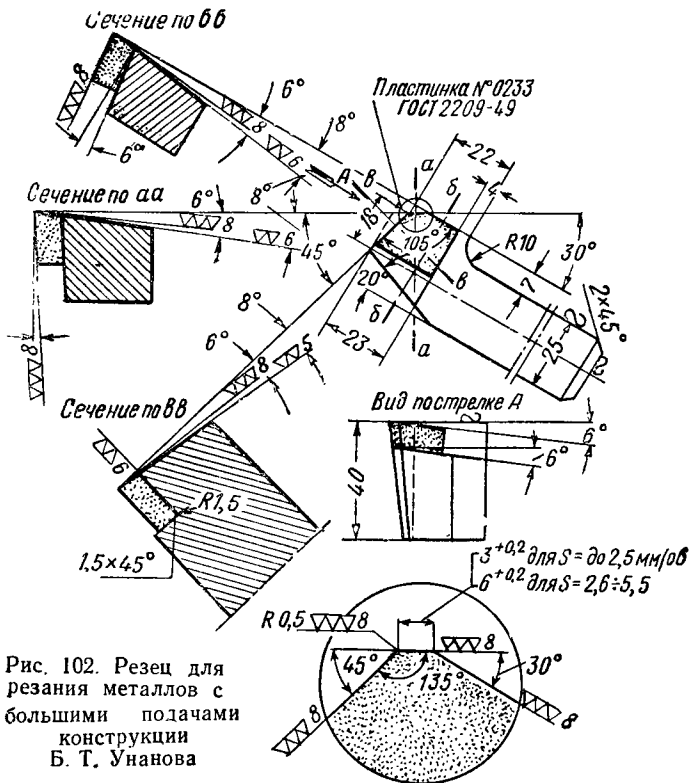 Сечение по бб
8
6°
8
6
6°
8°
Пластинка №0233
ГОСТ 2209-49
22
4
а
б
А
в
18
105°
R10
30°
Сечение по аа
6°
8°
8
6
45°
20°
в
б
7
25
2×45°
8°
23
а
8
6°
8
5
Сечение по вв
6
R1,5
1,5×45°
Вид по стрелке А
40
6°
6°
3+0,2 для S = до 2,5 мм/об
6+0,2 для S = 2,6÷5,5
R 0,5
8
8
45°
135°
30°
8
8
Рис. 102. Резец для
резания металлов с
большими подачами
конструкции
Б. Т. Унанова